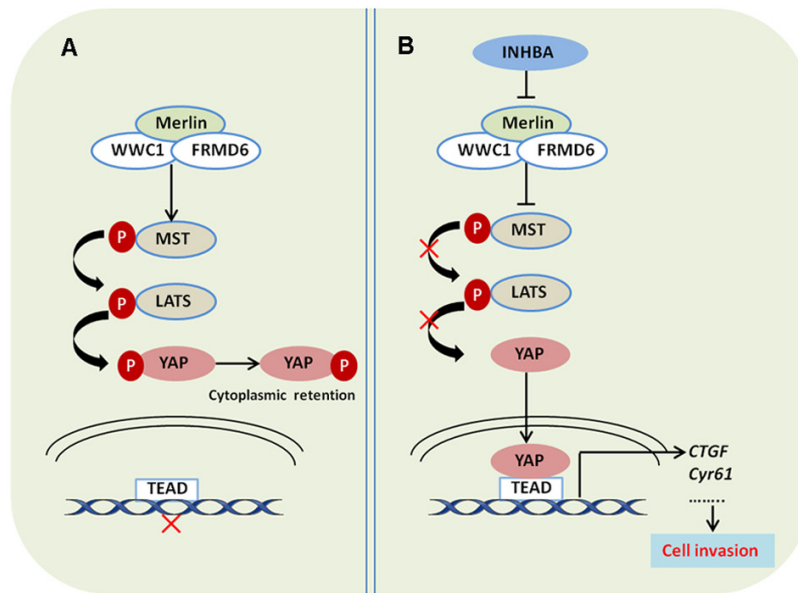 A
Merlin
WWC1 FRMD6
P MST
P LATS
P YAP YAP P
Cytoplasmic retention
TEAD
B
INHBA
Merlin
WWC1 FRMD6
P MST
P LATS
YAP
YAP
TEAD
CTGF
Cyr61
........
Cell invasion